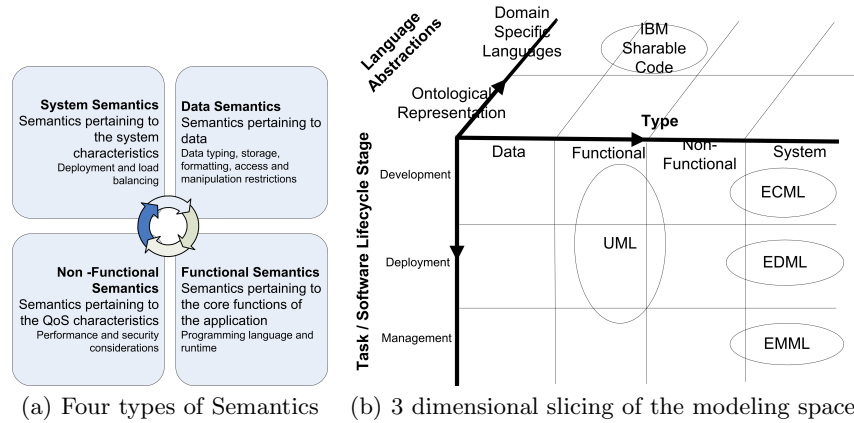 System Semantics
Semantics pertaining to
the system
characteristics
Deployment and load
balancing
Data Semantics
Semantics pertaining to
data
Data typing, storage,
formatting, access and
manipulation restrictions
Non -Functional
Semantics
Semantics pertaining to
the QoS characteristics
Performance and security
considerations
Functional Semantics
Semantics pertaining to
the core functions of
the application
Programming language and
runtime
(a) Four types of Semantics
Language
Abstractions
Domain
Specific
Languages
Ontological
Representation
IBM
Sharable
Code
Type
Data
Functional
Non-
Functional
System
Task / Software Lifecycle Stage
Development
Deployment
Management
UML
ECML
EDML
EMML
(b) 3 dimensional slicing of the modeling space